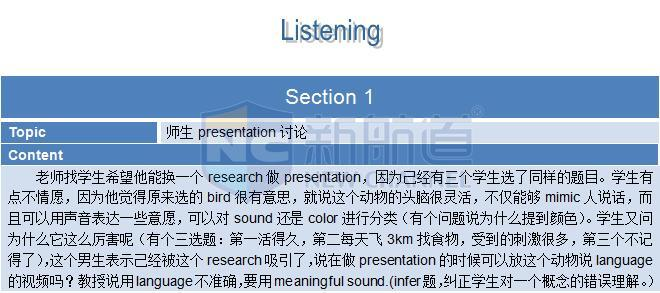 Listening
Section 1
Topic 师生 presentation 讨论
Content
老师找学生希望他能换一个 research 做 presentation，因为己经有三个学生选了同样的题目。学生有
点不情愿，因为他觉得原来选的 bird 很有意思，就说这个动物的头脑很灵活，不仅能够 mimic 人说话，而
且可以用声音表达一些意愿，可以对 sound 还是 color 进行分类（有个问题说为什么提到颜色）。学生又问
为什么它这么厉害呢（有个三选题：第一活得久，第二每天飞 3km 找食物，受到的刺激很多，第三个不记
得了），这个男生表示己经被这个 research 吸引了，说在做 presentation 的时候可以放这个动物说 language
的视频吗？教授说用 language 不准确，要用 meaningful sound.(infer 题，纠正学生对一个概念的错误理解。）
新航道
NEW CHANNEL